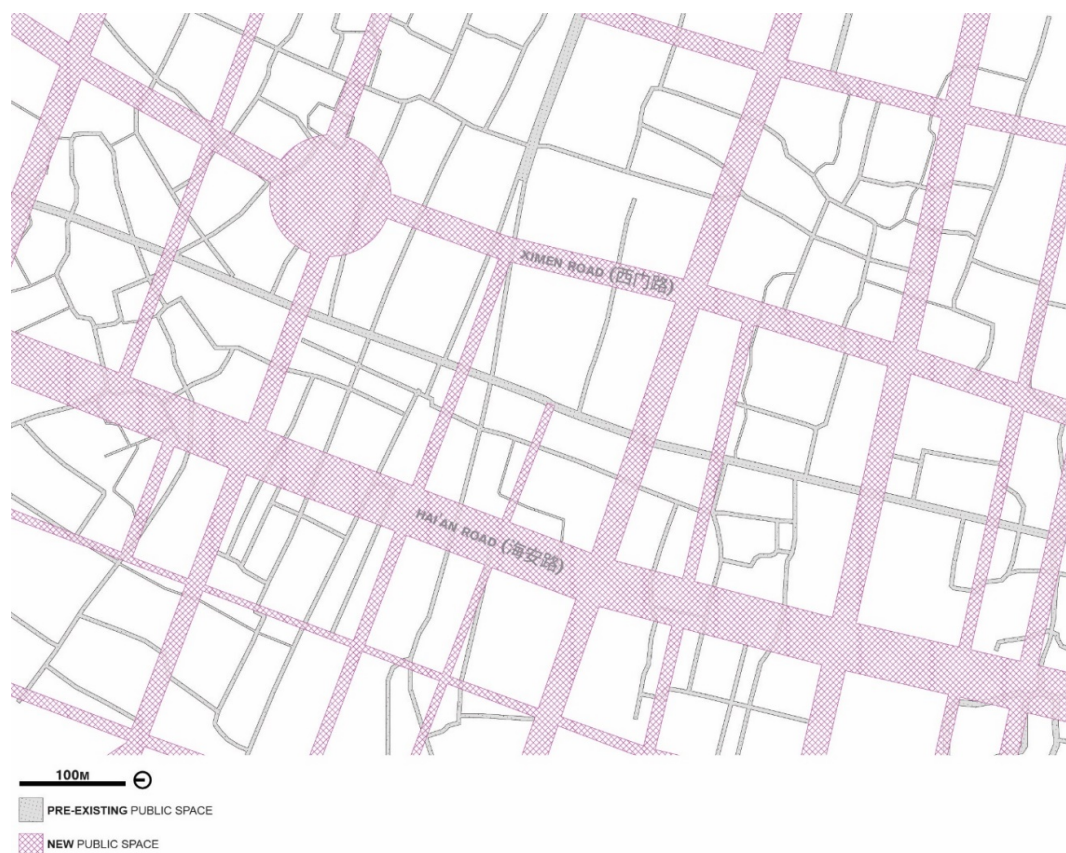 XIMEN ROAD (西门路)
HAI'AN ROAD (海安路)
100M
PRE-EXISTING PUBLIC SPACE
NEW PUBLIC SPACE